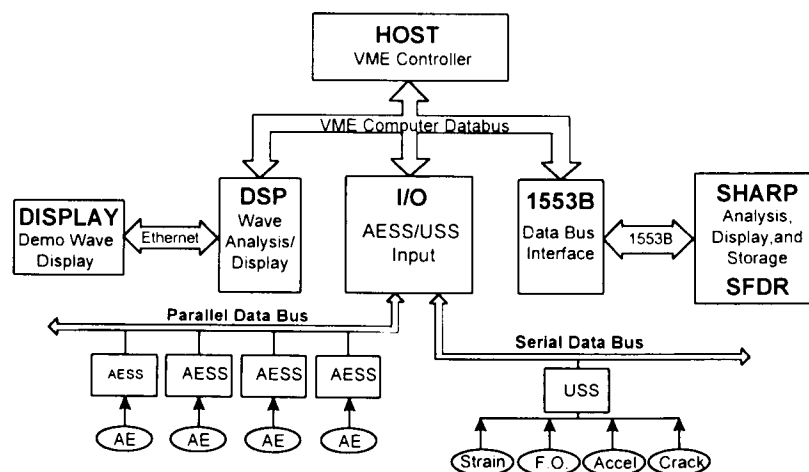 HOST
VME Controller
VME Computer Databus
DISPLAY
Demo Wave
Display
Ethernet
DSP
Wave
Analysis/
Display
I/O
AESS/USS
Input
1553B
Data Bus
Interface
1553B
SHARP
Analysis,
Display,and
Storage
SFDR
Parallel Data Bus
Serial Data Bus
AESS
AESS
AESS
AESS
USS
AE
AE
AE
AE
Strain
F.O.
Accel
Crack